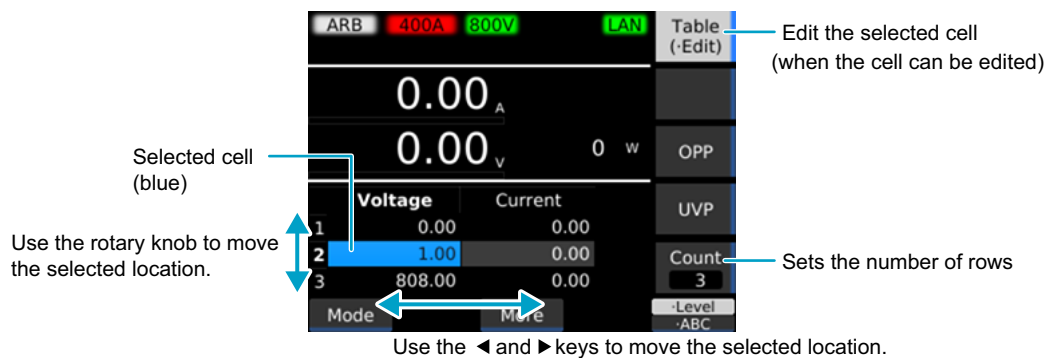 ARB 400A 800V LAN
Table
(·Edit)
Edit the selected cell
(when the cell can be edited)
0.00 A
0.00 V 0 W
OPP
Selected cell
(blue)
Voltage Current
UVP
1 0.00 0.00
Use the rotary knob to move
the selected location.
2 1.00 0.00
Count
Sets the number of rows
3 808.00 0.00
3
Mode More
·Level
·ABC
Use the ◀ and ▶ keys to move the selected location.